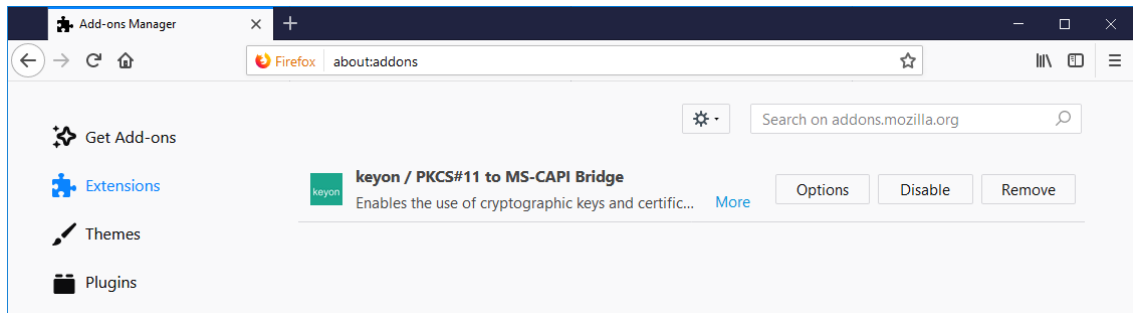 Add-ons Manager
Firefox about:addons
Search on addons.mozilla.org
Get Add-ons
Extensions
Themes
Plugins
keyon
keyon / PKCS#11 to MS-CAPI Bridge
Enables the use of cryptographic keys and certific... More
Options Disable Remove